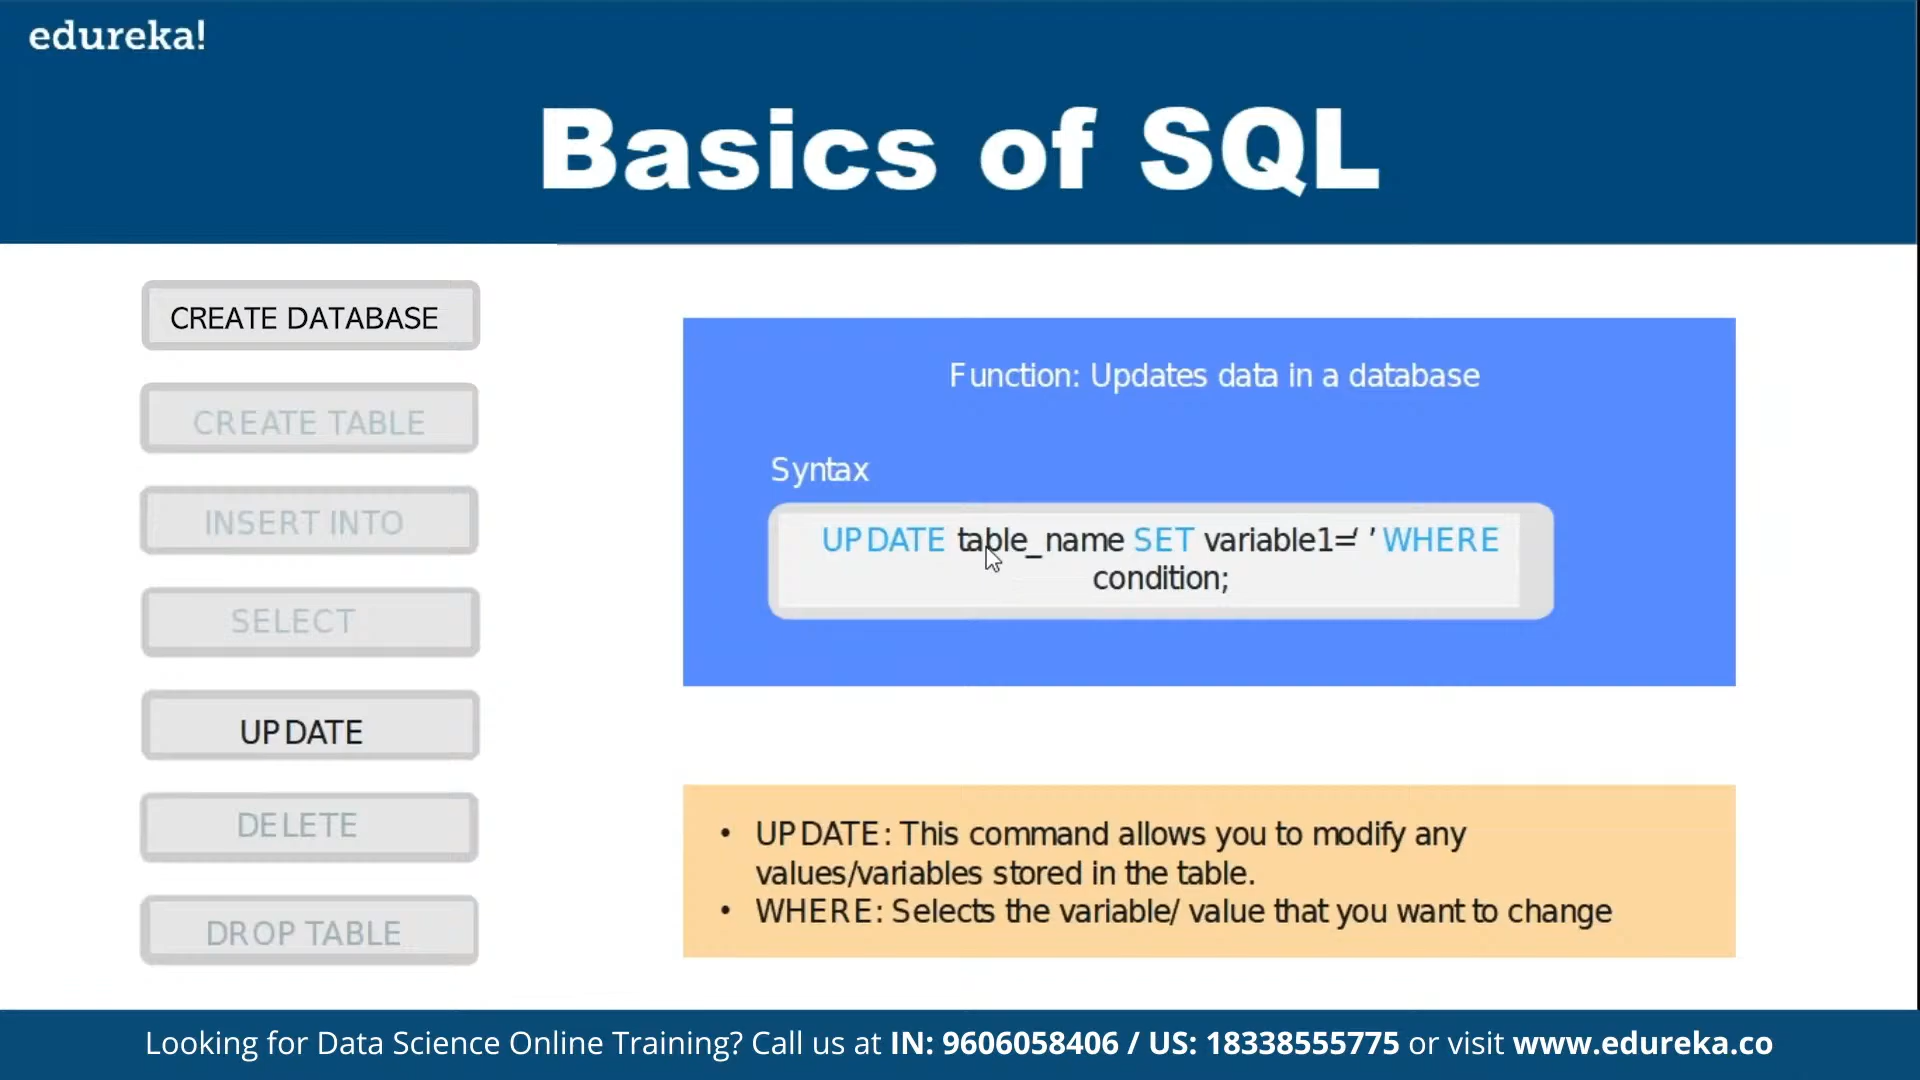 edureka!
Basics of SQL
CREATE DATABASE
CREATE TABLE
INSERT INTO
SELECT
UPDATE
DELETE
DROP TABLE
Function: Updates data in a database
Syntax
UPDATE table_name SET variable1=‘ ’ WHERE
condition;
• UPDATE: This command allows you to modify any
values/variables stored in the table.
• WHERE: Selects the variable/ value that you want to change
Looking for Data Science Online Training? Call us at IN: 9606058406 / US: 18338555775 or visit www.edureka.co